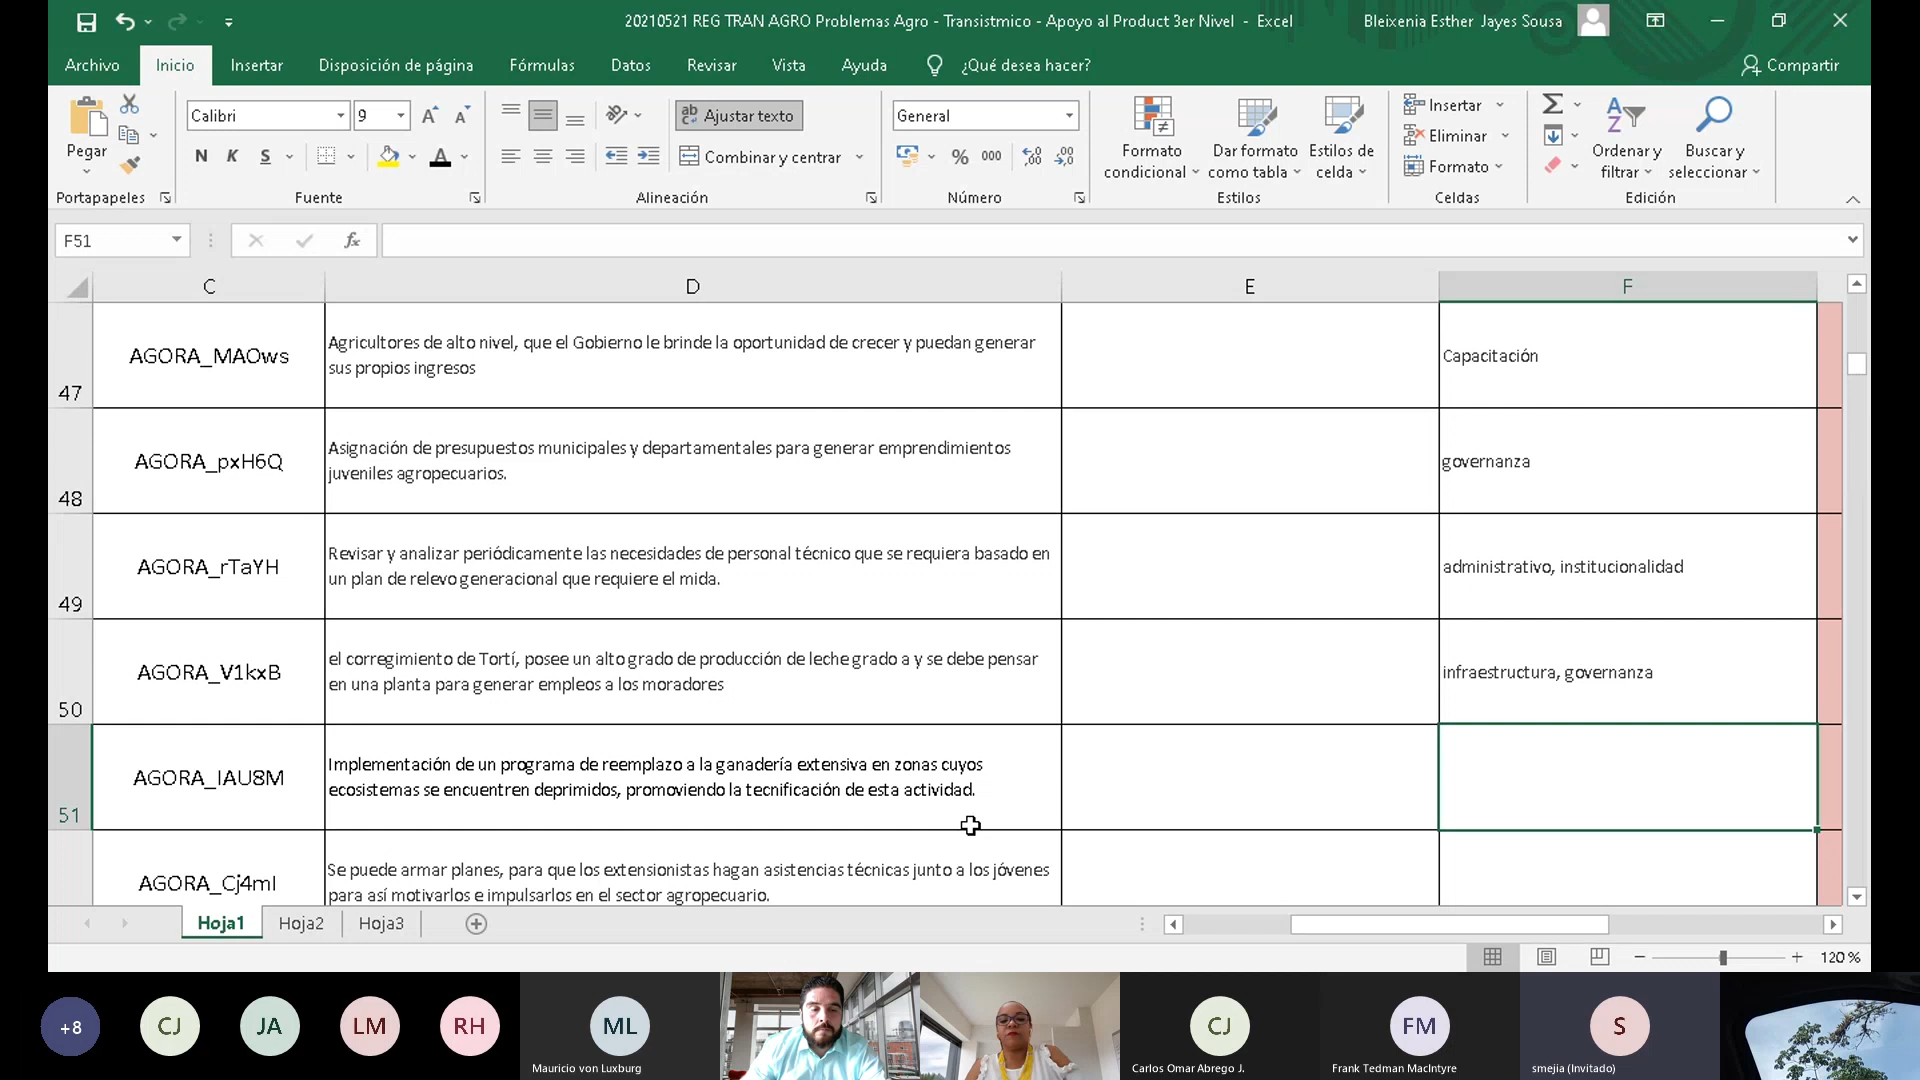 20210521 REG TRAN AGRO Problemas Agro - Transistmico - Apoyo al Product 3er Nivel - Excel
Bleixenia Esther Jayes Sousa
Archivo
Inicio
Insertar
Disposición de página
Fórmulas
Datos
Revisar
Vista
Ayuda
¿Qué desea hacer?
Compartir
Pegar
Portapapeles
Calibri
9
N K S
Fuente
Ajustar texto
Combinar y centrar
Alineación
General
% 000
Número
Formato condicional
Dar formato como tabla
Estilos de celda
Estilos
Insertar
Eliminar
Formato
Celdas
Ordenar y filtrar
Buscar y seleccionar
Edición
F51
fx
C D E F
47 AGORA_MAOws
Agricultores de alto nivel, que el Gobierno le brinde la oportunidad de crecer y puedan generar
sus propios ingresos
Capacitación
48 AGORA_pxH6Q
Asignación de presupuestos municipales y departamentales para generar emprendimientos
juveniles agropecuarios.
governanza
49 AGORA_rTaYH
Revisar y analizar periódicamente las necesidades de personal técnico que se requiera basado en
un plan de relevo generacional que requiere el mida.
administrativo, institucionalidad
50 AGORA_V1kxB
el corregimiento de Tortí, posee un alto grado de producción de leche grado a y se debe pensar
en una planta para generar empleos a los moradores
infraestructura, governanza
51 AGORA_IAU8M
Implementación de un programa de reemplazo a la ganadería extensiva en zonas cuyos
ecosistemas se encuentren deprimidos, promoviendo la tecnificación de esta actividad.
AGORA_Cj4mI
Se puede armar planes, para que los extensionistas hagan asistencias técnicas junto a los jóvenes
para así motivarlos e impulsarlos en el sector agropecuario.
Hoja1
Hoja2
Hoja3
120 %
+8
CJ
JA
LM
RH
ML
Mauricio von Luxburg
CJ
Carlos Omar Abrego J.
FM
Frank Tedman MacIntyre
S
smejia (Invitado)